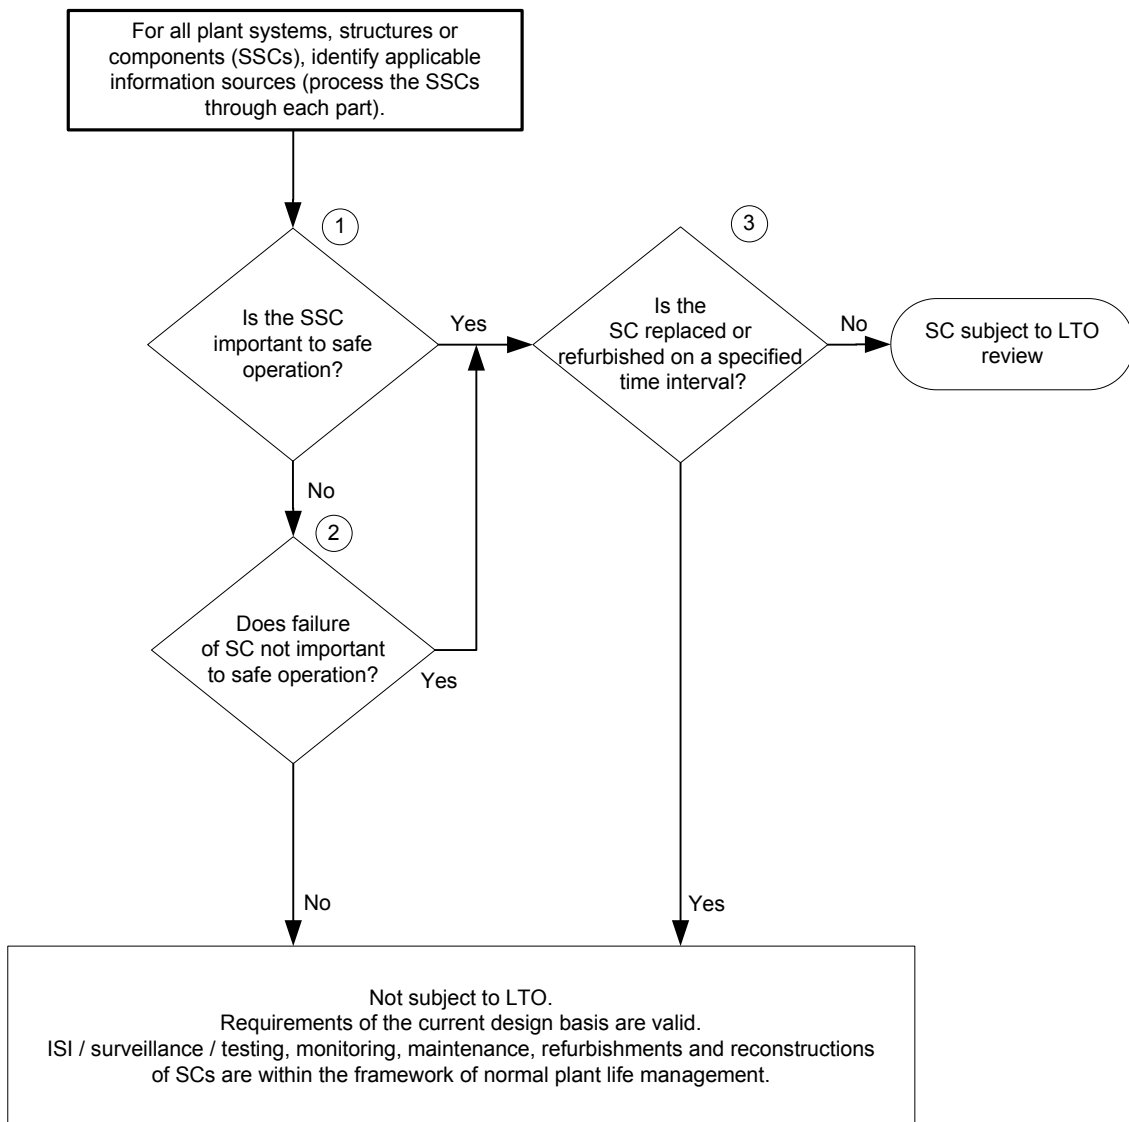 For all plant systems, structures or
components (SSCs), identify applicable
information sources (process the SSCs
through each part).
1
Is the SSC
important to safe
operation?
Yes
No
2
Does failure
of SC not important
to safe operation?
Yes
No
3
Is the
SC replaced or
refurbished on a specified
time interval?
No
SC subject to LTO
review
Yes
Not subject to LTO.
Requirements of the current design basis are valid.
ISI / surveillance / testing, monitoring, maintenance, refurbishments and reconstructions
of SCs are within the framework of normal plant life management.